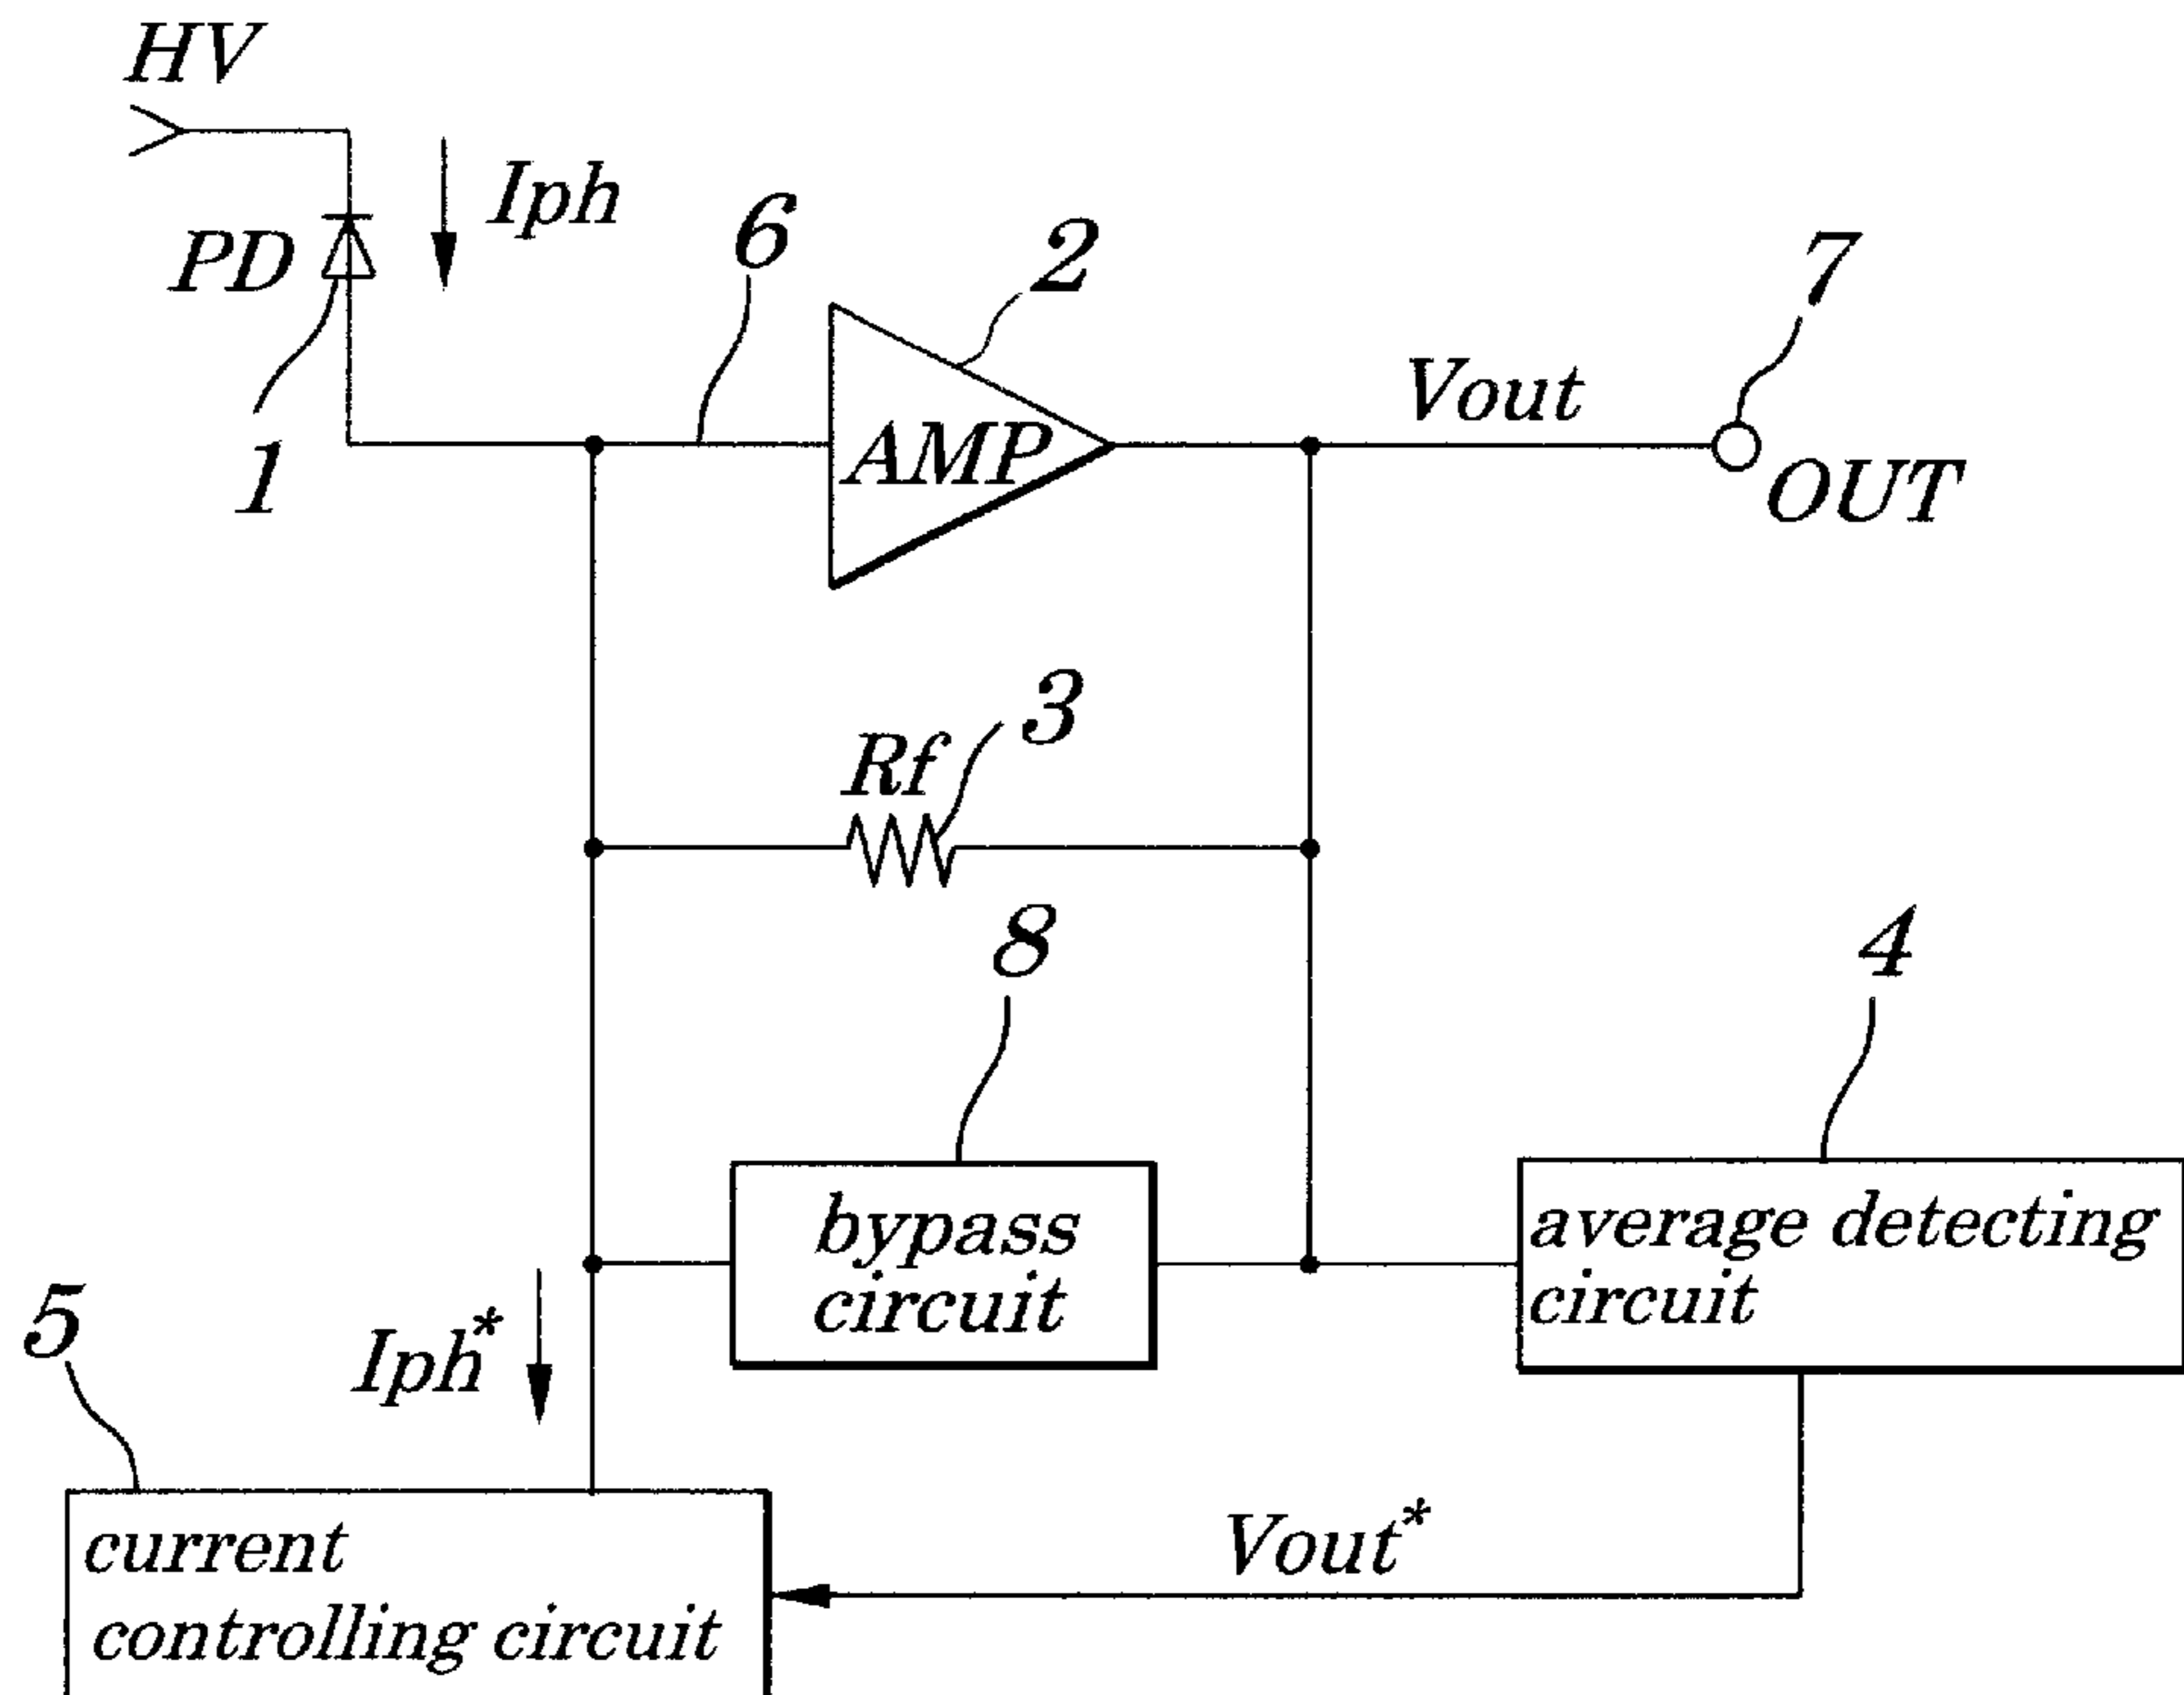 HV
Iph
6
2
7
PD
Vout
AMP
1
OUT
3
Rf
8
4
bypass
circuit
average detecting
circuit
5
Iph*
Vout*
current
controlling circuit